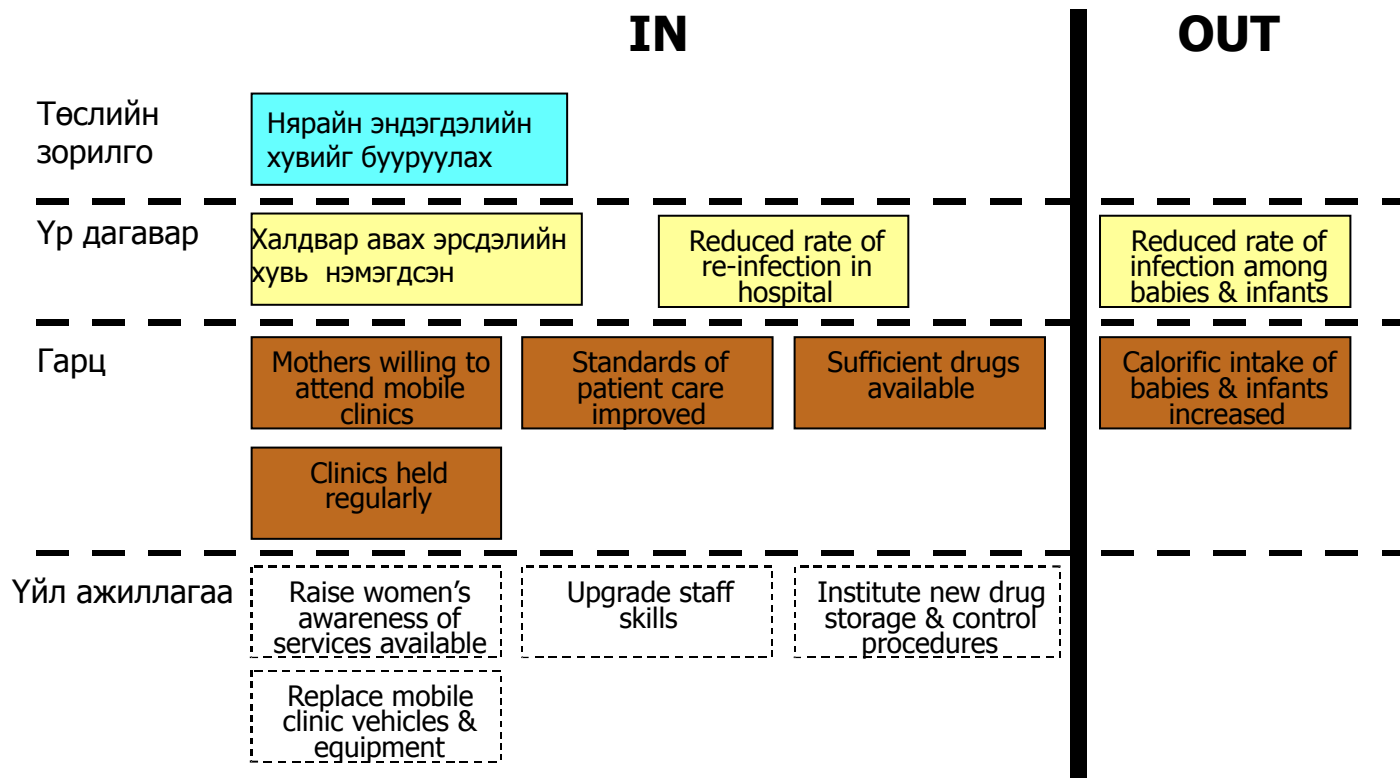 IN
OUT
Төслийн
зорилго
Нярайн эндэгдэлийн
хувийг бууруулах
Үр дагавар
Халдвар авах эрсдэлийн
хувь нэмэгдсэн
Reduced rate of
re-infection in
hospital
Reduced rate of
infection among
babies & infants
Гарц
Mothers willing to
attend mobile
clinics
Standards of
patient care
improved
Sufficient drugs
available
Calorific intake of
babies & infants
increased
Clinics held
regularly
Үйл ажиллагаа
Raise women’s
awareness of
services available
Upgrade staff
skills
Institute new drug
storage & control
procedures
Replace mobile
clinic vehicles &
equipment